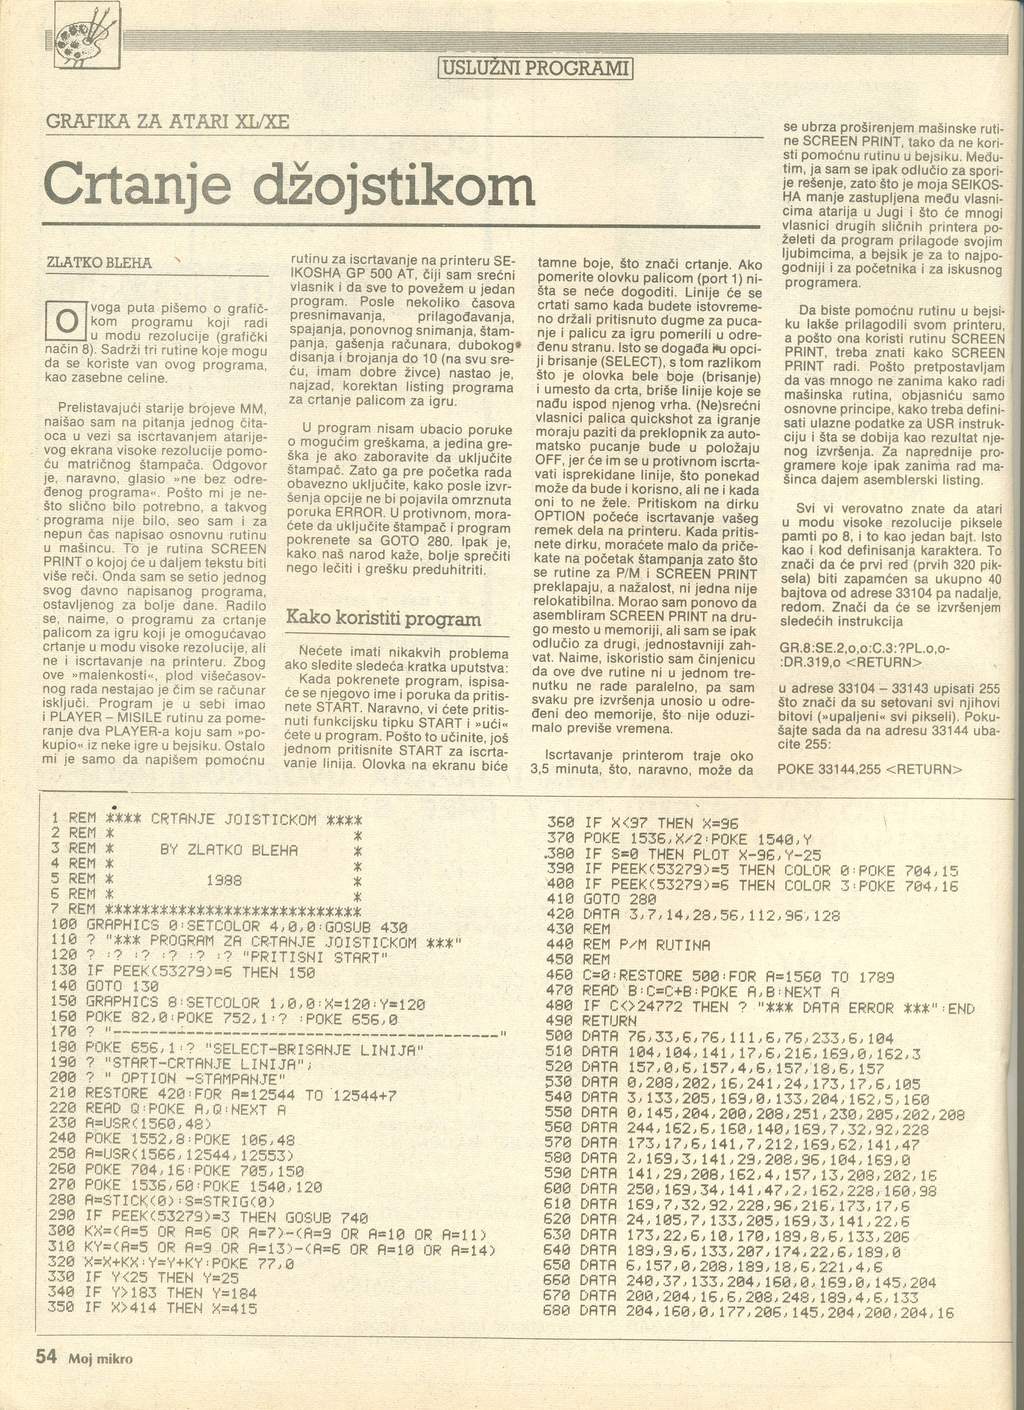 USLUŽNI PROGRAMI
GRAFIKA ZA ATARI XL/XE
Crtanje džojstikom
ZLATKO BLEHA
Ovoga puta pišemo o grafič-
kom programu koji radi
u modu rezolucije (grafički
način 8). Sadrži tri rutine koje mogu
da se koriste van ovog programa,
kao zasebne celine.
Prelistavajući starije brojeve MM,
naišao sam na pitanja jednog čita-
oca u vezi sa iscrtavanjem atarije-
vog ekrana visoke rezolucije pomo-
ću matričnog štampača. Odgovor
je, naravno, glasio »ne bez odre-
đenog programa«. Pošto mi je ne-
što slično bilo potrebno, a takvog
programa nije bilo, seo sam i za
nepun čas napisao osnovnu rutinu
u mašincu. To je rutina SCREEN
PRINT o kojoj će u daljem tekstu biti
više reči. Onda sam se setio jednog
svog davno napisanog programa,
ostavljenog za bolje dane. Radilo
se, naime, o programu za crtanje
palicom za igru koji je omogućavao
crtanje u modu visoke rezolucije, ali
ne i iscrtavanje na printeru. Zbog
ove »malenkosti«, plod višečasov-
nog rada nestajao je čim se računar
isključi. Program je u sebi imao
i PLAYER – MISILE rutinu za pome-
ranje dva PLAYER-a koju sam »po-
kupio« iz neke igre u bejsiku. Ostalo
mi je samo da napišem pomoćnu
rutinu za iscrtavanje na printeru SE-
IKOSHA GP 500 AT, čiji sam srećni
vlasnik i da sve to povežem u jedan
program. Posle nekoliko časova
presnimavanja, prilagođavanja,
spajanja, ponovnog snimanja, štam-
panja, gašenja računara, dubokog
disanja i brojanja do 10 (na svu sre-
ću, imam dobre živce) nastao je,
najzad, korektan listing programa
za crtanje palicom za igru.
U program nisam ubacio poruke
o mogućim greškama, a jedina gre-
ška je ako zaboravite da uključite
štampač. Zato ga pre početka rada
obavezno uključite, kako posle izvr-
šenja opcije ne bi pojavila omrznuta
poruka ERROR. U protivnom, mora-
ćete da uključite štampač i program
pokrenete sa GOTO 280. Ipak je,
kako naš narod kaže, bolje sprečiti
nego lečiti i grešku preduhitriti.
Kako koristiti program
Nećete imati nikakvih problema
ako sledite sledeća kratka uputstva:
Kada pokrenete program, ispisa-
će se njegovo ime i poruka da pritis-
nete START. Naravno, vi ćete pritis-
nuti funkcijsku tipku START i »ući«
ćete u program. Pošto to učinite, još
jednom pritisnite START za iscrta-
vanje linija. Olovka na ekranu biće
tamne boje, što znači crtanje. Ako
pomerite olovku palicom (port 1) ni-
šta se neće dogoditi. Linije će se
crtati samo kada budete istovreme-
no držali pritisnuto dugme za puca-
nje i palicu za igru pomerili u odre-
đenu stranu. Isto se događa i u opci-
ji brisanje (SELECT), s tom razlikom
što je olovka bele boje (brisanje)
i umesto da crta, briše linije koje se
nađu ispod njenog vrha. (Ne)srećni
vlasnici palica quickshot za igranje
moraju paziti da preklopnik za auto-
matsko pucanje bude u položaju
OFF, jer će im se u protivnom iscrta-
vati isprekidane linije, što ponekad
može da bude i korisno, ali ne i kada
oni to ne žele. Pritiskom na dirku
OPTION počeće iscrtavanje vašeg
remek dela na printeru. Kada pritis-
nete dirku, moraćete malo da priče-
kate na početak štampanja zato što
se rutine za P/M i SCREEN PRINT
preklapaju, a nažalost, ni jedna nije
relokatibilna. Morao sam ponovo da
asembliram SCREEN PRINT na dru-
go mesto u memoriji, ali sam se ipak
odlučio za drugi, jednostavniji zah-
vat. Naime, iskoristio sam činjenicu
da ove dve rutine ni u jednom tre-
nutku ne rade paralelno, pa sam
svaku pre izvršenja unosio u odre-
đeni deo memorije, što nije oduzi-
malo previše vremena.
Iscrtavanje printerom traje oko
3,5 minuta, što, naravno, može da
se ubrza proširenjem mašinske ruti-
ne SCREEN PRINT, tako da ne kori-
sti pomoćnu rutinu u bejsiku. Među-
tim, ja sam se ipak odlučio za spori-
je rešenje, zato što je moja SEIKOS-
HA manje zastupljena među vlasni-
cima atarija u Jugi i što će mnogi
vlasnici drugih sličnih printera po-
želeti da program prilagode svojim
ljubimcima, a bejsik je za to najpo-
godniji i za početnika i za iskusnog
programera.
Da biste pomoćnu rutinu u bejsi-
ku lakše prilagodili svom printeru,
a pošto ona koristi rutinu SCREEN
PRINT, treba znati kako SCREEN
PRINT radi. Pošto pretpostavljam
da vas mnogo ne zanima kako radi
mašinska rutina, objasniću samo
osnovne principe, kako treba defini-
sati ulazne podatke za USR instruk-
ciju i šta se dobija kao rezultat nje-
nog izvršenja. Za naprednije pro-
gramere koje ipak zanima rad ma-
šinca dajem asemblerski listing.
Svi vi verovatno znate da atari
u modu visoke rezolucije piksele
pamti po 8, i to kao jedan bajt. Isto
kao i kod definisanja karaktera. To
znači da će prvi red (prvih 320 pik-
sela) biti zapamćen sa ukupno 40
bajtova od adrese 33104 pa nadalje,
redom. Znači da će se izvršenjem
sledećih instrukcija
GR.8:SE.2,o,o:C.3:?PL.o,o-
:DR.319,o <RETURN>
u adrese 33104 – 33143 upisati 255
što znači da su setovani svi njihovi
bitovi (»upaljeni« svi pikseli). Poku-
šajte sada da na adresu 33144 uba-
cite 255:
POKE 33144,255 <RETURN>
1 REM **** CRTANJE JOISTICKOM ****
2 REM * *
3 REM * BY ZLATKO BLEHA *
4 REM * *
5 REM * 1988 *
6 REM * *
7 REM ****************************
100 GRAPHICS 0:SETCOLOR 4,0,0:GOSUB 430
110 ? "*** PROGRAM ZA CRTANJE JOISTICKOM ***"
120 ? :? :? :? :? :? "PRITISNI START"
130 IF PEEK(53279)=6 THEN 150
140 GOTO 130
150 GRAPHICS 8:SETCOLOR 1,0,0:X=120:Y=120
160 POKE 82,0:POKE 752,1:? :POKE 656,0
170 ? "--------------------------------------"
180 POKE 656,1:? "SELECT-BRISANJE LINIJA"
190 ? "START-CRTANJE LINIJA";
200 ? " OPTION -STAMPANJE"
210 RESTORE 420:FOR A=12544 TO 12544+7
220 READ Q:POKE A,Q:NEXT A
230 A=USR(1560,48)
240 POKE 1552,8:POKE 106,48
250 A=USR(1566,12544,12553)
260 POKE 704,16:POKE 705,150
270 POKE 1536,60:POKE 1540,120
280 A=STICK(0):S=STRIG(0)
290 IF PEEK(53279)=3 THEN GOSUB 740
300 KX=(A=5 OR A=6 OR A=7)-(A=9 OR A=10 OR A=11)
310 KY=(A=5 OR A=9 OR A=13)-(A=6 OR A=10 OR A=14)
320 X=X+KX:Y=Y+KY:POKE 77,0
330 IF Y<25 THEN Y=25
340 IF Y>183 THEN Y=184
350 IF X>414 THEN X=415
360 IF X<97 THEN X=96
370 POKE 1536,X/2:POKE 1540,Y
380 IF S=0 THEN PLOT X-96,Y-25
390 IF PEEK(53279)=5 THEN COLOR 0:POKE 704,15
400 IF PEEK(53279)=6 THEN COLOR 3:POKE 704,16
410 GOTO 280
420 DATA 3,7,14,28,56,112,96,128
430 REM
440 REM P/M RUTINA
450 REM
460 C=0:RESTORE 500:FOR A=1560 TO 1789
470 READ B:C=C+B:POKE A,B:NEXT A
480 IF C<>24772 THEN ? "*** DATA ERROR ***":END
490 RETURN
500 DATA 76,33,6,76,111,6,76,233,6,104
510 DATA 104,104,141,17,6,216,169,0,162,3
520 DATA 157,0,6,157,4,6,157,18,6,157
530 DATA 0,208,202,16,241,24,173,17,6,105
540 DATA 3,133,205,169,0,133,204,162,5,160
550 DATA 0,145,204,200,208,251,230,205,202,208
560 DATA 244,162,6,160,140,169,7,32,92,228
570 DATA 173,17,6,141,7,212,169,62,141,47
580 DATA 2,169,3,141,29,208,96,104,169,0
590 DATA 141,29,208,162,4,157,13,208,202,16
600 DATA 250,169,34,141,47,2,162,228,160,98
610 DATA 169,7,32,92,228,96,216,173,17,6
620 DATA 24,105,7,133,205,169,3,141,22,6
630 DATA 173,22,6,10,170,189,8,6,133,206
640 DATA 189,9,6,133,207,174,22,6,189,0
650 DATA 6,157,0,208,189,18,6,221,4,6
660 DATA 240,37,133,204,160,0,169,0,145,204
670 DATA 200,204,16,6,208,248,189,4,6,133
680 DATA 204,160,0,177,206,145,204,200,204,16
54 Moj mikro